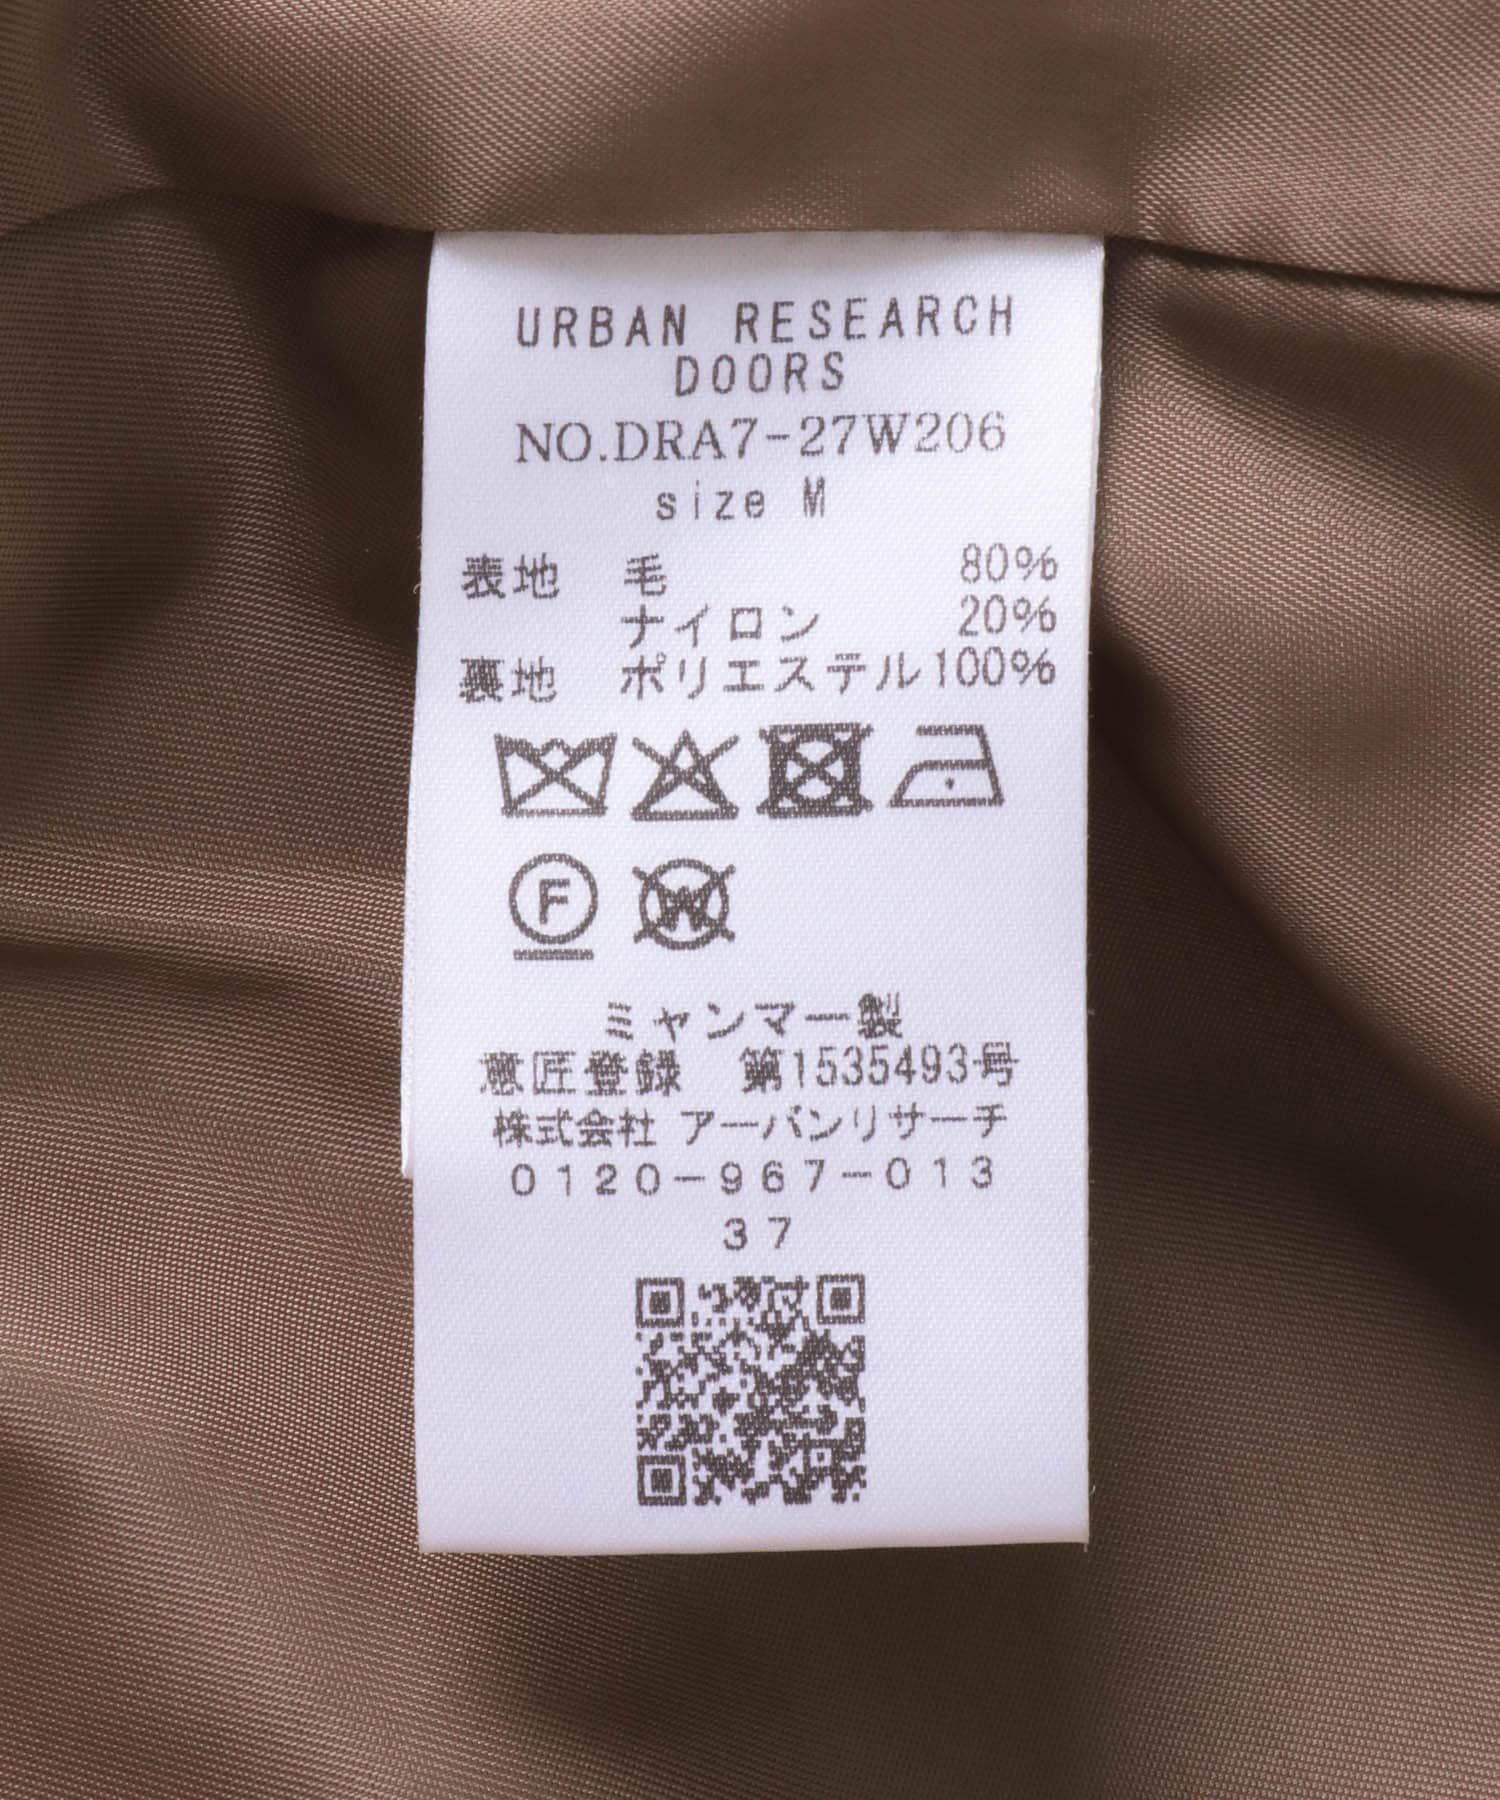 URBAN RESEARCH
DOORS
NO.DRA7-27W206
size M
表地 毛 80%
ナイロン 20%
裏地 ポリエステル100%
F W
ミャンマー製
意匠登録 第1535493号
株式会社 アーバンリサーチ
0120-967-013
37